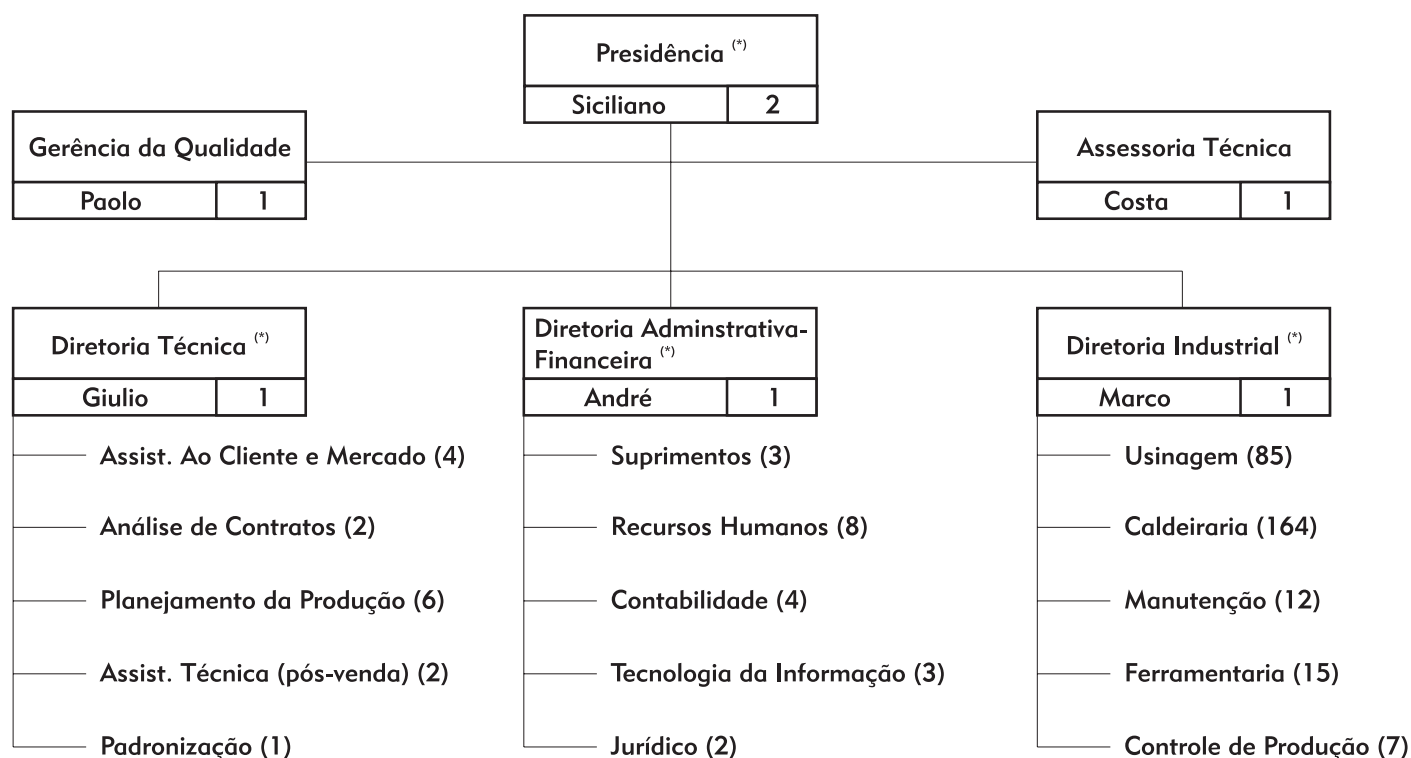 Presidência (*)
Siciliano 2
Gerência da Qualidade
Paolo 1
Assessoria Técnica
Costa 1
Diretoria Técnica (*)
Giulio 1
Assist. Ao Cliente e Mercado (4)
Análise de Contratos (2)
Planejamento da Produção (6)
Assist. Técnica (pós-venda) (2)
Padronização (1)
Diretoria Adminstrativa-
Financeira (*)
André 1
Suprimentos (3)
Recursos Humanos (8)
Contabilidade (4)
Tecnologia da Informação (3)
Jurídico (2)
Diretoria Industrial (*)
Marco 1
Usinagem (85)
Caldeiraria (164)
Manutenção (12)
Ferramentaria (15)
Controle de Produção (7)